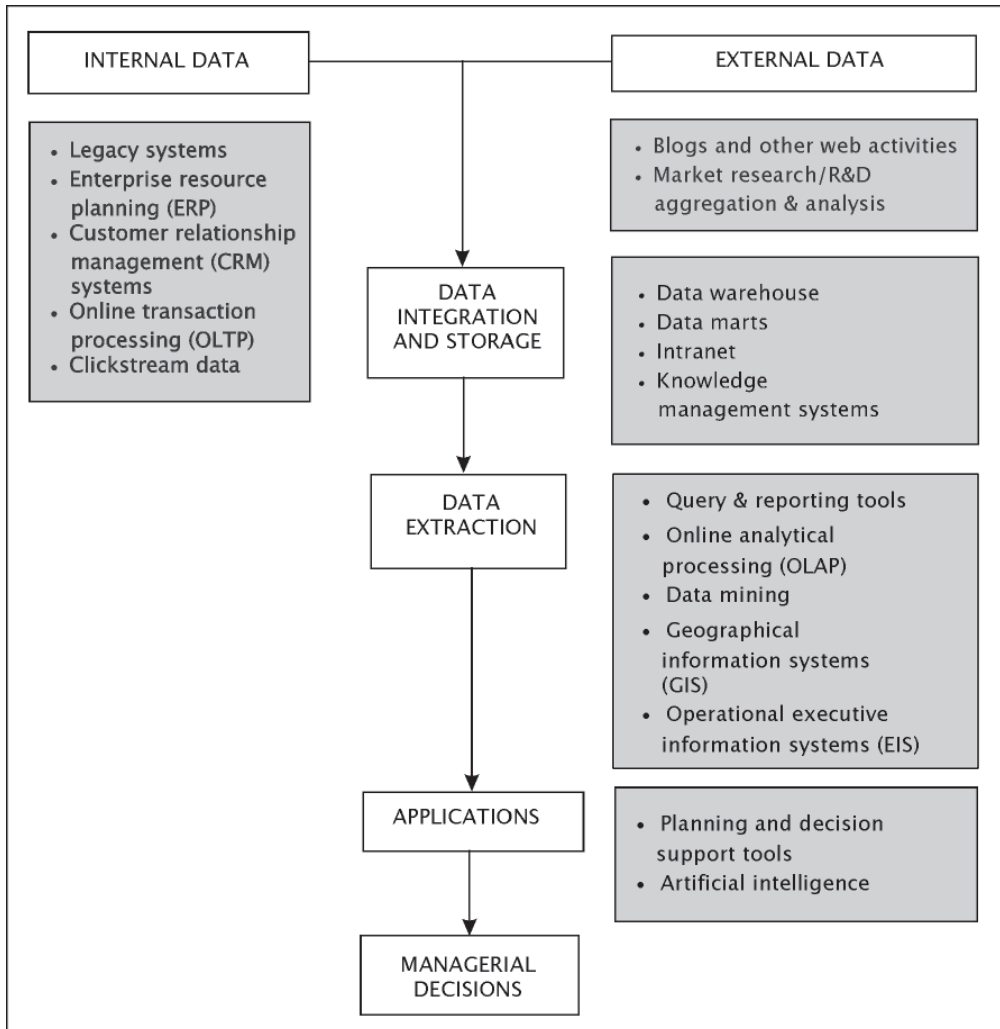 INTERNAL DATA
EXTERNAL DATA
• Legacy systems
• Enterprise resource
planning (ERP)
• Customer relationship
management (CRM)
systems
• Online transaction
processing (OLTP)
• Clickstream data
• Blogs and other web activities
• Market research/R&D
aggregation & analysis
DATA
INTEGRATION
AND STORAGE
• Data warehouse
• Data marts
• Intranet
• Knowledge
management systems
DATA
EXTRACTION
• Query & reporting tools
• Online analytical
processing (OLAP)
• Data mining
• Geographical
information systems
(GIS)
• Operational executive
information systems (EIS)
APPLICATIONS
• Planning and decision
support tools
• Artificial intelligence
MANAGERIAL
DECISIONS